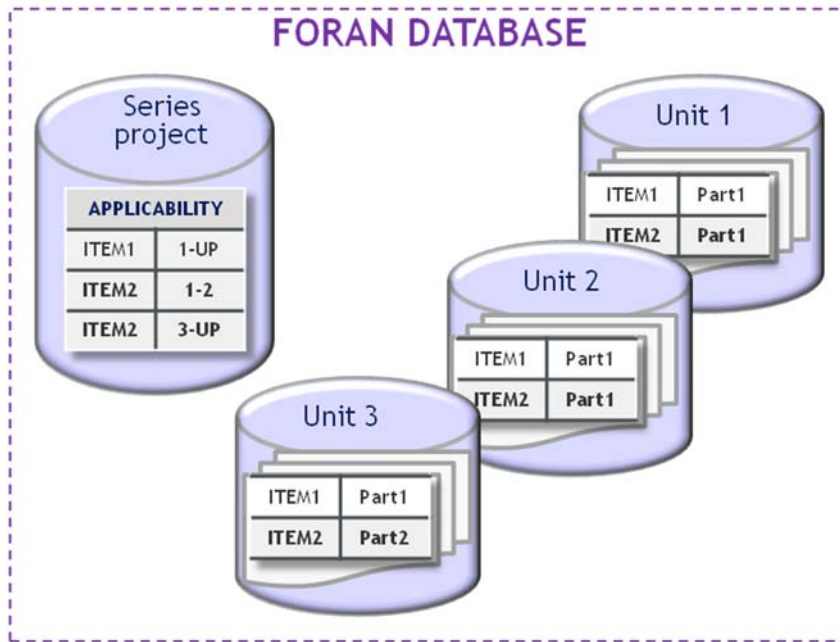 FORAN DATABASE
Series
project
APPLICABILITY
ITEM1 1-UP
ITEM2 1-2
ITEM2 3-UP
Unit 1
ITEM1 Part1
ITEM2 Part1
Unit 2
ITEM1 Part1
ITEM2 Part1
Unit 3
ITEM1 Part1
ITEM2 Part2